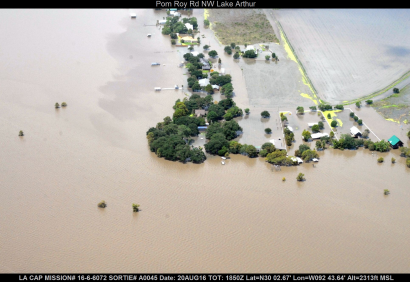 Pom Roy Rd NW Lake Arthur
LA CAP MISSION# 16-6-6072 SORTIE# A0045 Date: 20AUG16 TOT: 1850Z Lat=N30 02.67' Lon=W092 43.64' Alt=2313ft MSL